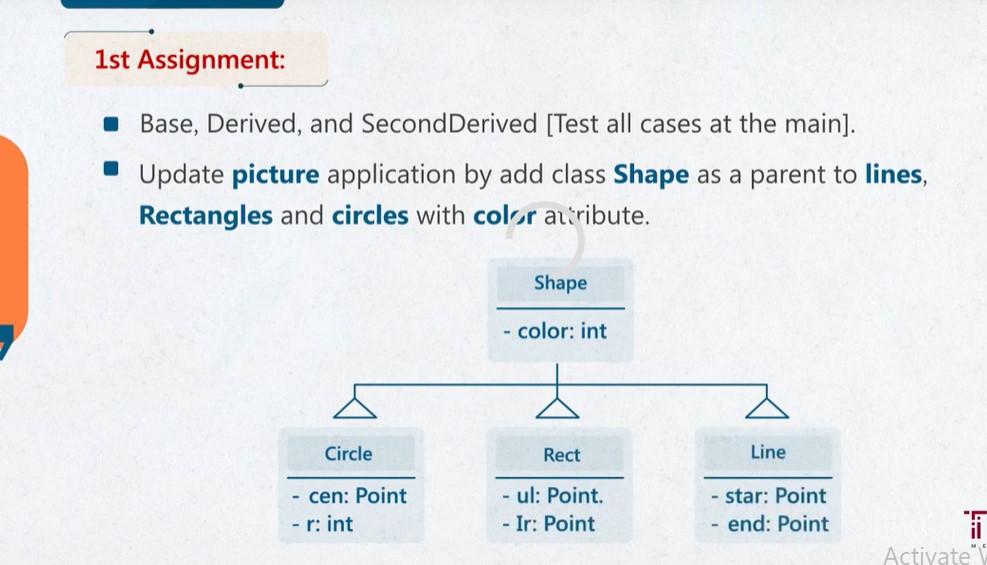 1st Assignment:
Base, Derived, and SecondDerived [Test all cases at the main].
Update picture application by add class Shape as a parent to lines,
Rectangles and circles with color attribute.
Shape
- color: int
Circle
- cen: Point
- r: int
Rect
- ul: Point.
- Ir: Point
Line
- star: Point
- end: Point
Activate